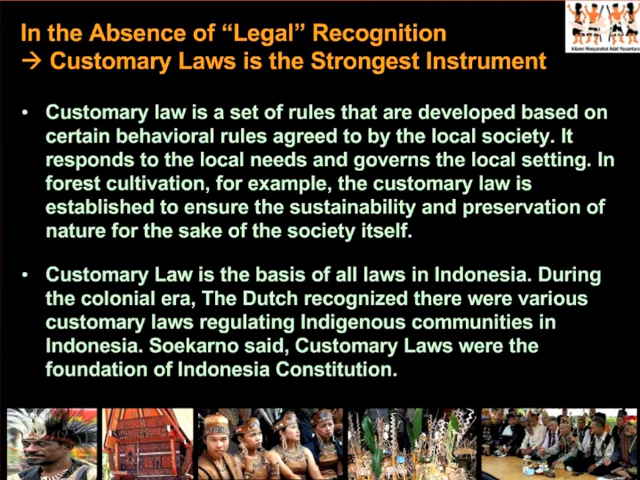 In the Absence of “Legal” Recognition
→ Customary Laws is the Strongest Instrument
• Customary law is a set of rules that are developed based on
certain behavioral rules agreed to by the local society. It
responds to the local needs and governs the local setting. In
forest cultivation, for example, the customary law is
established to ensure the sustainability and preservation of
nature for the sake of the society itself.
• Customary Law is the basis of all laws in Indonesia. During
the colonial era, The Dutch recognized there were various
customary laws regulating Indigenous communities in
Indonesia. Soekarno said, Customary Laws were the
foundation of Indonesia Constitution.
Aliansi Masyarakat Adat Nusantara